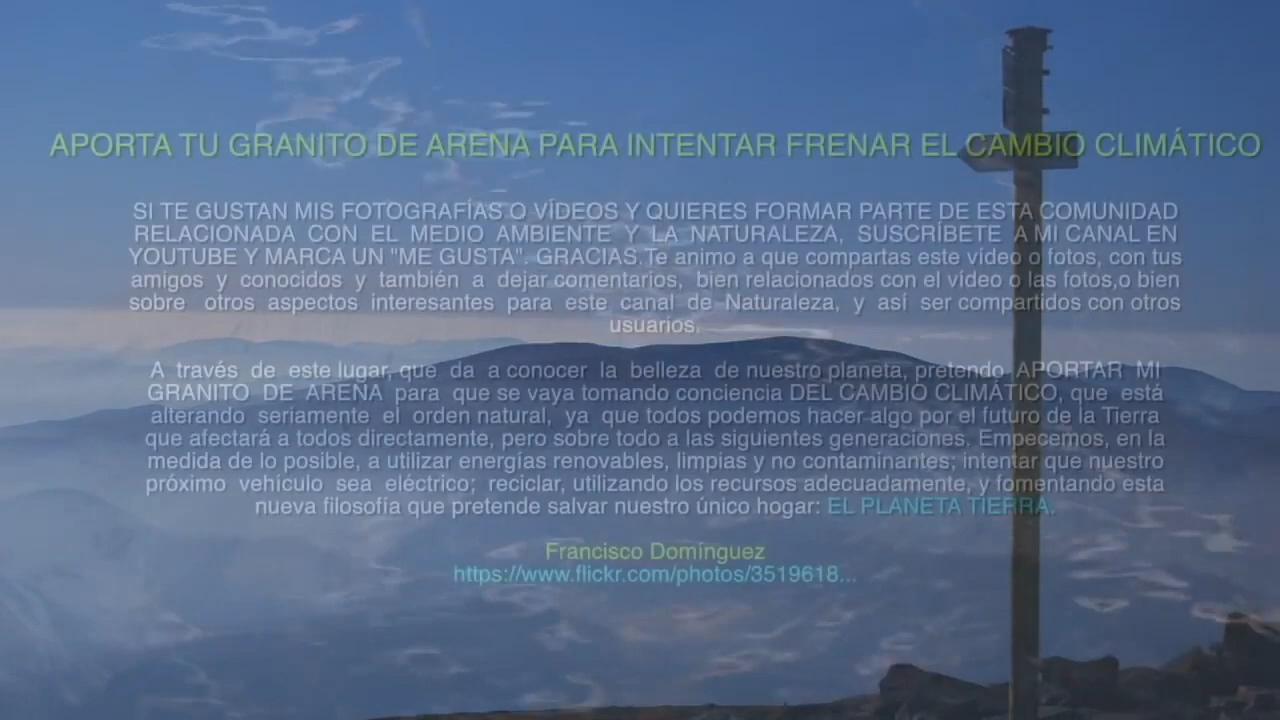 APORTA TU GRANITO DE ARENA PARA INTENTAR FRENAR EL CAMBIO CLIMÁTICO
SI TE GUSTAN MIS FOTOGRAFÍAS O VÍDEOS Y QUIERES FORMAR PARTE DE ESTA COMUNIDAD
RELACIONADA CON EL MEDIO AMBIENTE Y LA NATURALEZA, SUSCRÍBETE A MI CANAL EN
YOUTUBE Y MARCA UN "ME GUSTA". GRACIAS.Te animo a que compartas este vídeo o fotos, con tus
amigos y conocidos y también a dejar comentarios, bien relacionados con el vídeo o las fotos,o bien
sobre otros aspectos interesantes para este canal de Naturaleza, y así ser compartidos con otros
usuarios.
A través de este lugar, que da a conocer la belleza de nuestro planeta, pretendo APORTAR MI
GRANITO DE ARENA para que se vaya tomando conciencia DEL CAMBIO CLIMÁTICO, que está
alterando seriamente el orden natural, ya que todos podemos hacer algo por el futuro de la Tierra
que afectará a todos directamente, pero sobre todo a las siguientes generaciones. Empecemos, en la
medida de lo posible, a utilizar energías renovables, limpias y no contaminantes; intentar que nuestro
próximo vehículo sea eléctrico; reciclar, utilizando los recursos adecuadamente, y fomentando esta
nueva filosofía que pretende salvar nuestro único hogar: EL PLANETA TIERRA.
Francisco Domínguez
https://www.flickr.com/photos/3519618...